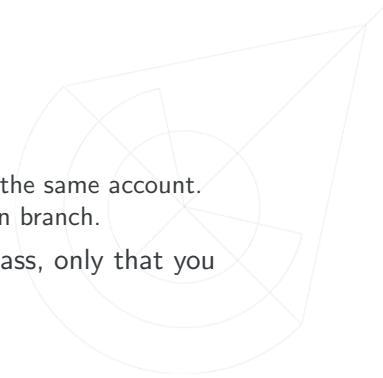 the same account.
n branch.
ass, only that you